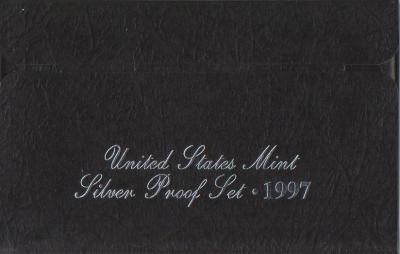 United States Mint
Silver Proof Set • 1997